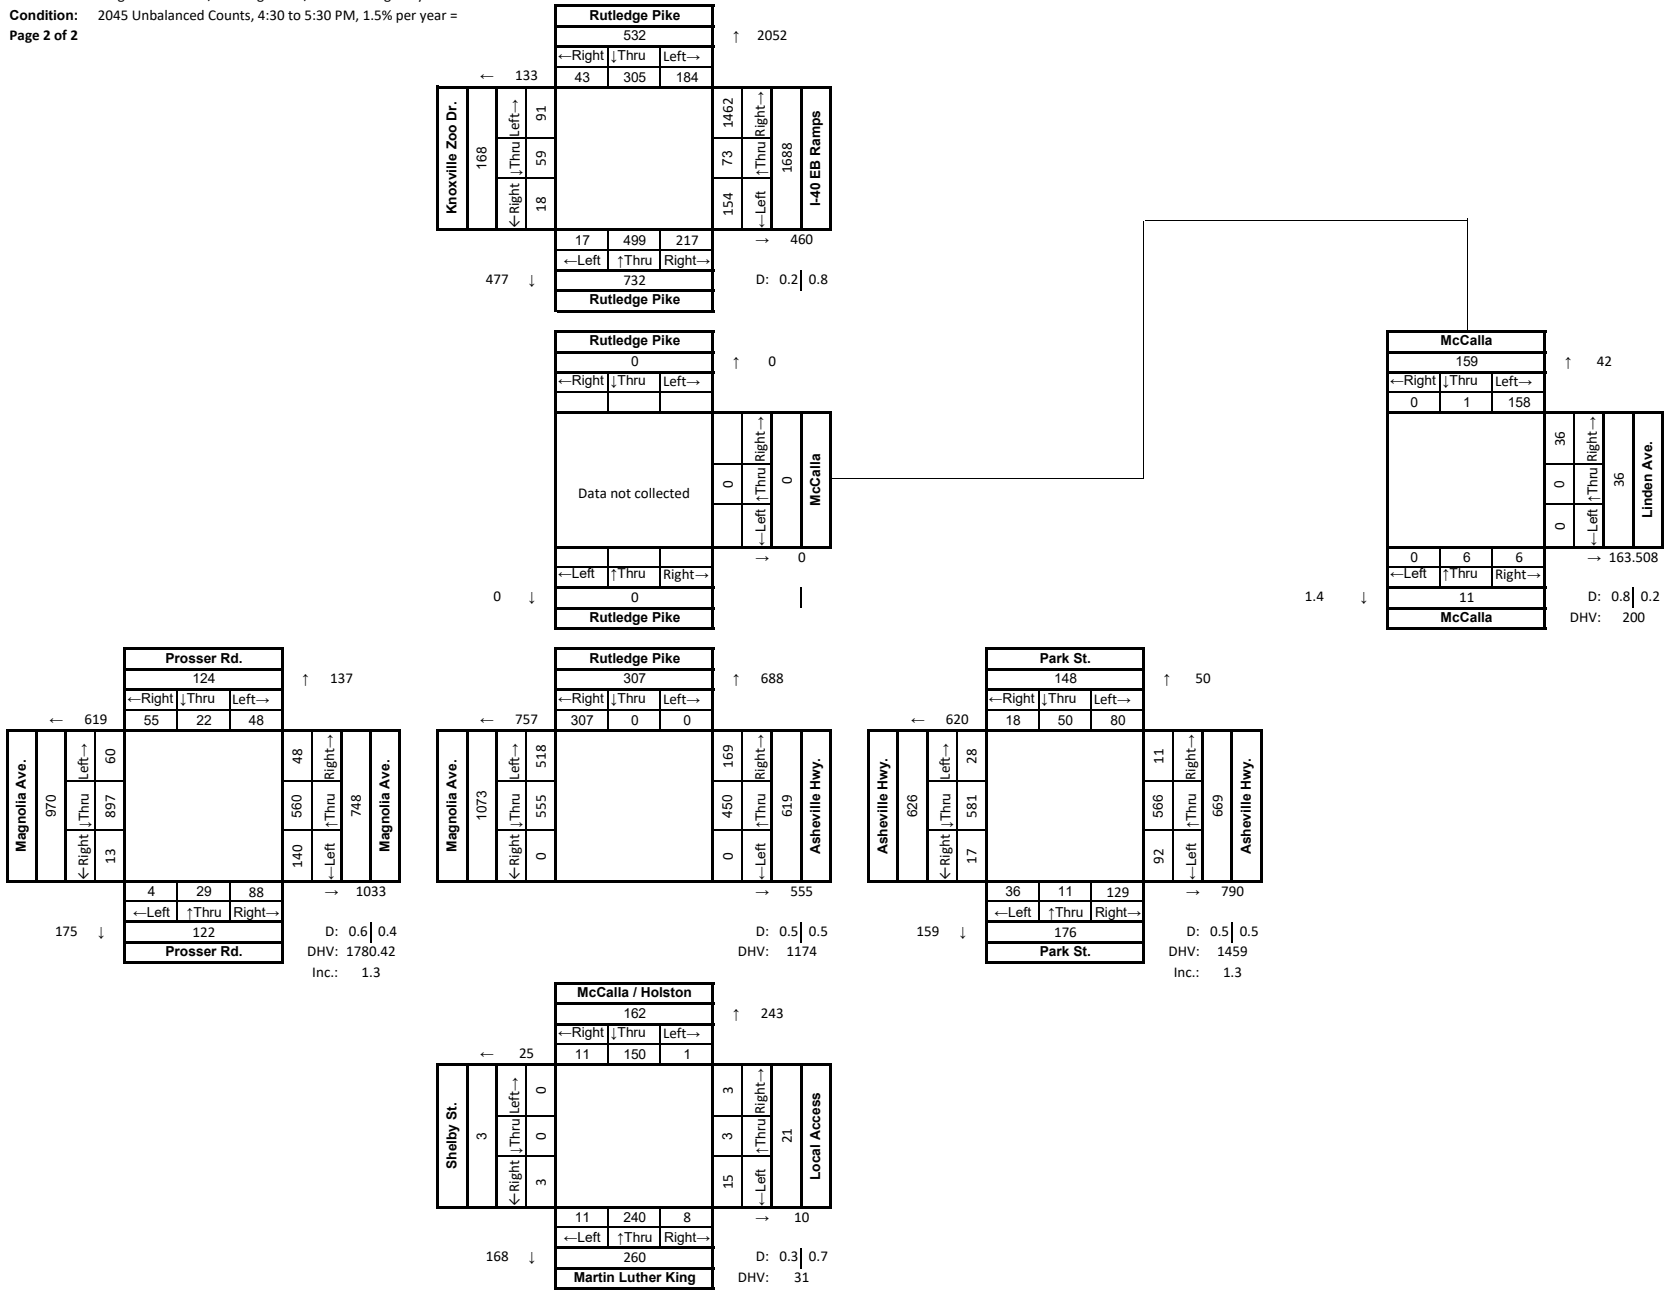 Condition: 2045 Unbalanced Counts, 4:30 to 5:30 PM, 1.5% per year =
Page 2 of 2
Rutledge Pike
532 ↑ 2052
←Right ↓Thru Left→
← 133 43 305 184
Knoxville Zoo Dr.
168
←Right ↓Thru Left→
18 59 91
154 73 1462
←Left ↑Thru Right→
1688
I-40 EB Ramps
17 499 217 → 460
←Left ↑Thru Right→
477 ↓ 732 D: 0.2 0.8
Rutledge Pike
Rutledge Pike
0 ↑ 0
←Right ↓Thru Left→
Data not collected
0
←Left ↑Thru Right→
0
McCalla
→ 0
←Left ↑Thru Right→
0 ↓ 0
Rutledge Pike
McCalla
159 ↑ 42
←Right ↓Thru Left→
0 1 158
0 0 36
←Left ↑Thru Right→
36
Linden Ave.
0 6 6 → 163.508
←Left ↑Thru Right→
1.4 ↓ 11 D: 0.8 0.2
McCalla DHV: 200
Prosser Rd.
124 ↑ 137
←Right ↓Thru Left→
← 619 55 22 48
Magnolia Ave.
970
←Right ↓Thru Left→
13 897 60
140 560 48
←Left ↑Thru Right→
748
Magnolia Ave.
4 29 88 → 1033
←Left ↑Thru Right→
175 ↓ 122 D: 0.6 0.4
Prosser Rd. DHV: 1780.42
Inc.: 1.3
Rutledge Pike
307 ↑ 688
←Right ↓Thru Left→
← 757 307 0 0
Magnolia Ave.
1073
←Right ↓Thru Left→
0 555 518
0 450 169
←Left ↑Thru Right→
619
Asheville Hwy.
→ 555
D: 0.5 0.5
DHV: 1174
Park St.
148 ↑ 50
←Right ↓Thru Left→
← 620 18 50 80
Asheville Hwy.
626
←Right ↓Thru Left→
17 581 28
92 566 11
←Left ↑Thru Right→
669
Asheville Hwy.
36 11 129 → 790
←Left ↑Thru Right→
159 ↓ 176 D: 0.5 0.5
Park St. DHV: 1459
Inc.: 1.3
McCalla / Holston
162 ↑ 243
←Right ↓Thru Left→
← 25 11 150 1
Shelby St.
3
←Right ↓Thru Left→
3 0 0
15 3 3
←Left ↑Thru Right→
21
Local Access
11 240 8 → 10
←Left ↑Thru Right→
168 ↓ 260 D: 0.3 0.7
Martin Luther King DHV: 31